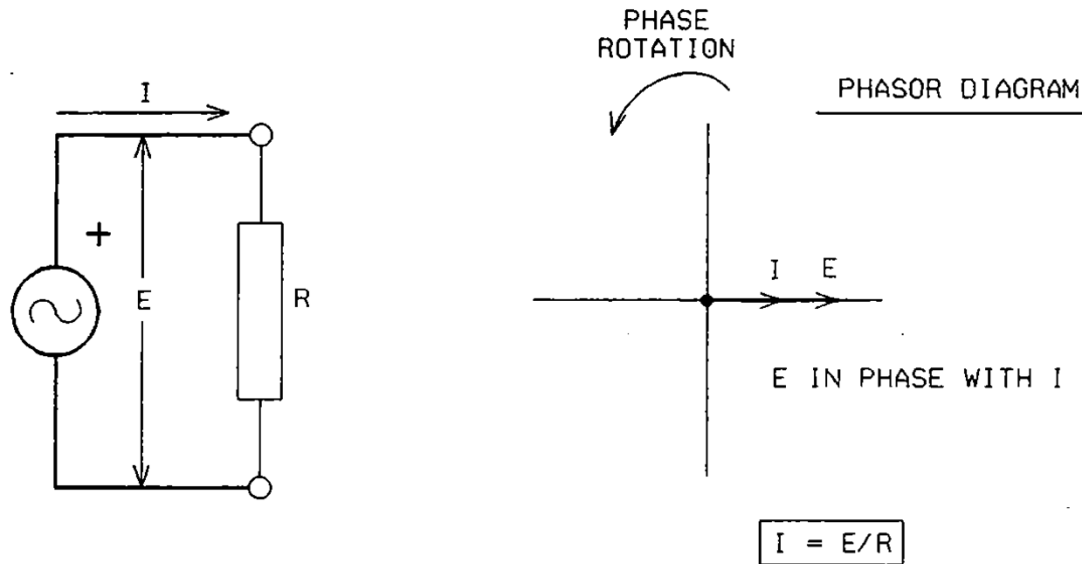 PHASE
ROTATION
PHASOR DIAGRAM
I
+
E
R
I E
E IN PHASE WITH I
I = E/R